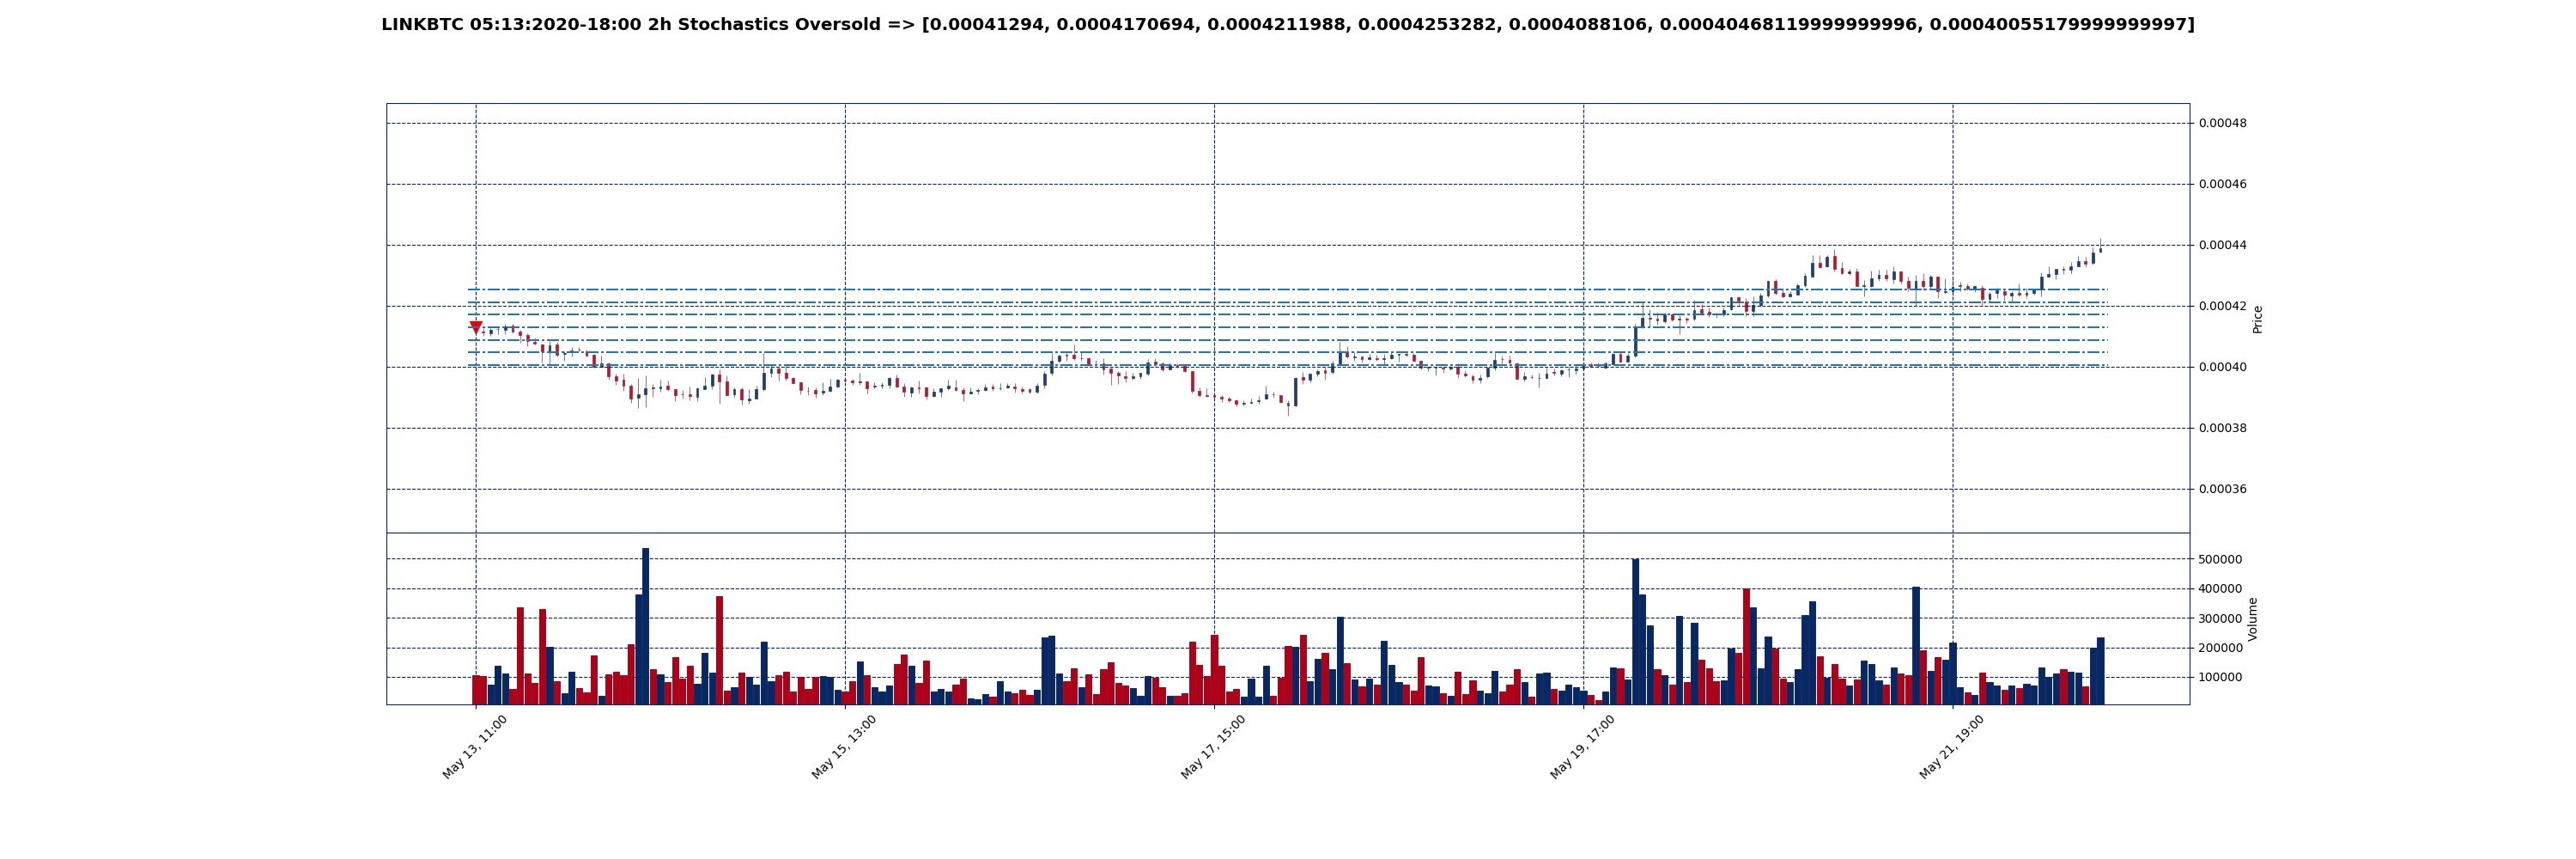 LINKBTC 05:13:2020-18:00 2h Stochastics Oversold => [0.00041294, 0.0004170694, 0.0004211988, 0.0004253282, 0.0004088106, 0.00040468119999999996, 0.00040055179999999997]
0.00048
0.00046
0.00044
0.00042
0.00040
0.00038
0.00036
Price
500000
400000
300000
200000
100000
Volume
May 13, 11:00
May 15, 13:00
May 17, 15:00
May 19, 17:00
May 21, 19:00